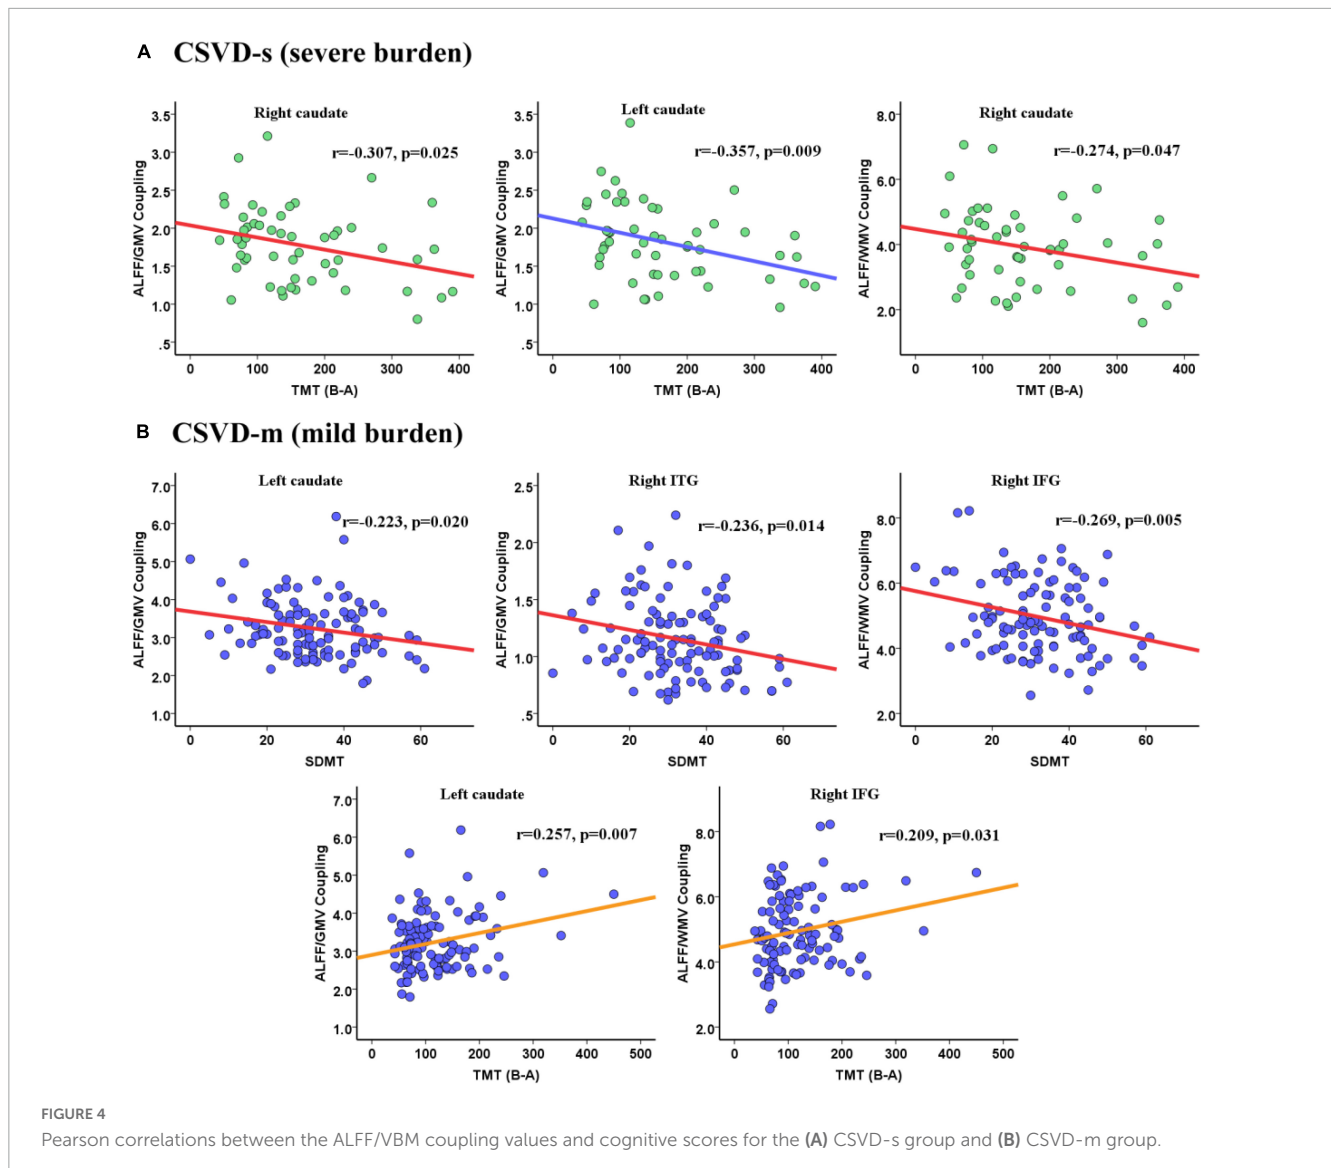 A CSVD-s (severe burden)
Right caudate
r=-0.307, p=0.025
ALFF/GMV Coupling
3.5
3.0
2.5
2.0
1.5
1.0
.5
0 100 200 300 400
TMT (B-A)
Left caudate
r=-0.357, p=0.009
ALFF/GMV Coupling
3.5
3.0
2.5
2.0
1.5
1.0
.5
0 100 200 300 400
TMT (B-A)
Right caudate
r=-0.274, p=0.047
ALFF/WMV Coupling
8.0
6.0
4.0
2.0
0 100 200 300 400
TMT (B-A)
B CSVD-m (mild burden)
Left caudate
r=-0.223, p=0.020
ALFF/GMV Coupling
7.0
6.0
5.0
4.0
3.0
2.0
1.0
0 20 40 60
SDMT
Right ITG
r=-0.236, p=0.014
ALFF/GMV Coupling
2.5
2.0
1.5
1.0
.5
0 20 40 60
SDMT
Right IFG
r=-0.269, p=0.005
ALFF/WMV Coupling
8.0
6.0
4.0
2.0
0 20 40 60
SDMT
Left caudate
r=0.257, p=0.007
ALFF/GMV Coupling
7.0
6.0
5.0
4.0
3.0
2.0
1.0
0 100 200 300 400 500
TMT (B-A)
Right IFG
r=0.209, p=0.031
ALFF/WMV Coupling
8.0
6.0
4.0
2.0
0 100 200 300 400 500
TMT (B-A)
FIGURE 4
Pearson correlations between the ALFF/VBM coupling values and cognitive scores for the (A) CSVD-s group and (B) CSVD-m group.